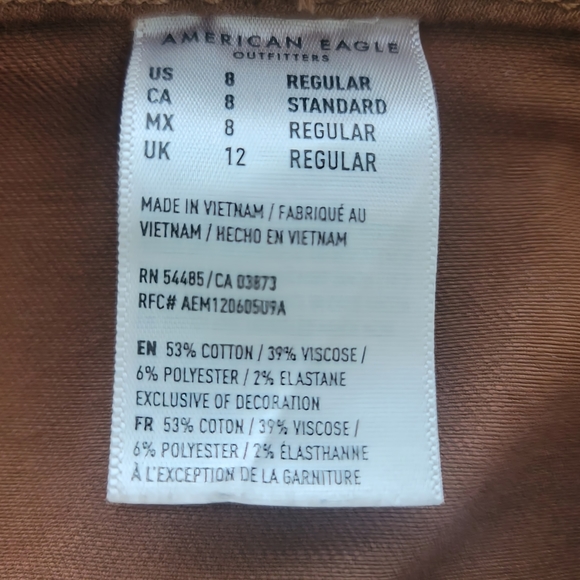 AMERICAN EAGLE
OUTFITTERS
US 8 REGULAR
CA 8 STANDARD
MX 8 REGULAR
UK 12 REGULAR
MADE IN VIETNAM / FABRIQUÉ AU
VIETNAM / HECHO EN VIETNAM
RN 54485/CA 03873
RFC# AEM120605U9A
EN 53% COTTON / 39% VISCOSE /
6% POLYESTER / 2% ELASTANE
EXCLUSIVE OF DECORATION
FR 53% COTON / 39% VISCOSE /
6% POLYESTER / 2% ÉLASTHANNE
À L'EXCEPTION DE LA GARNITURE